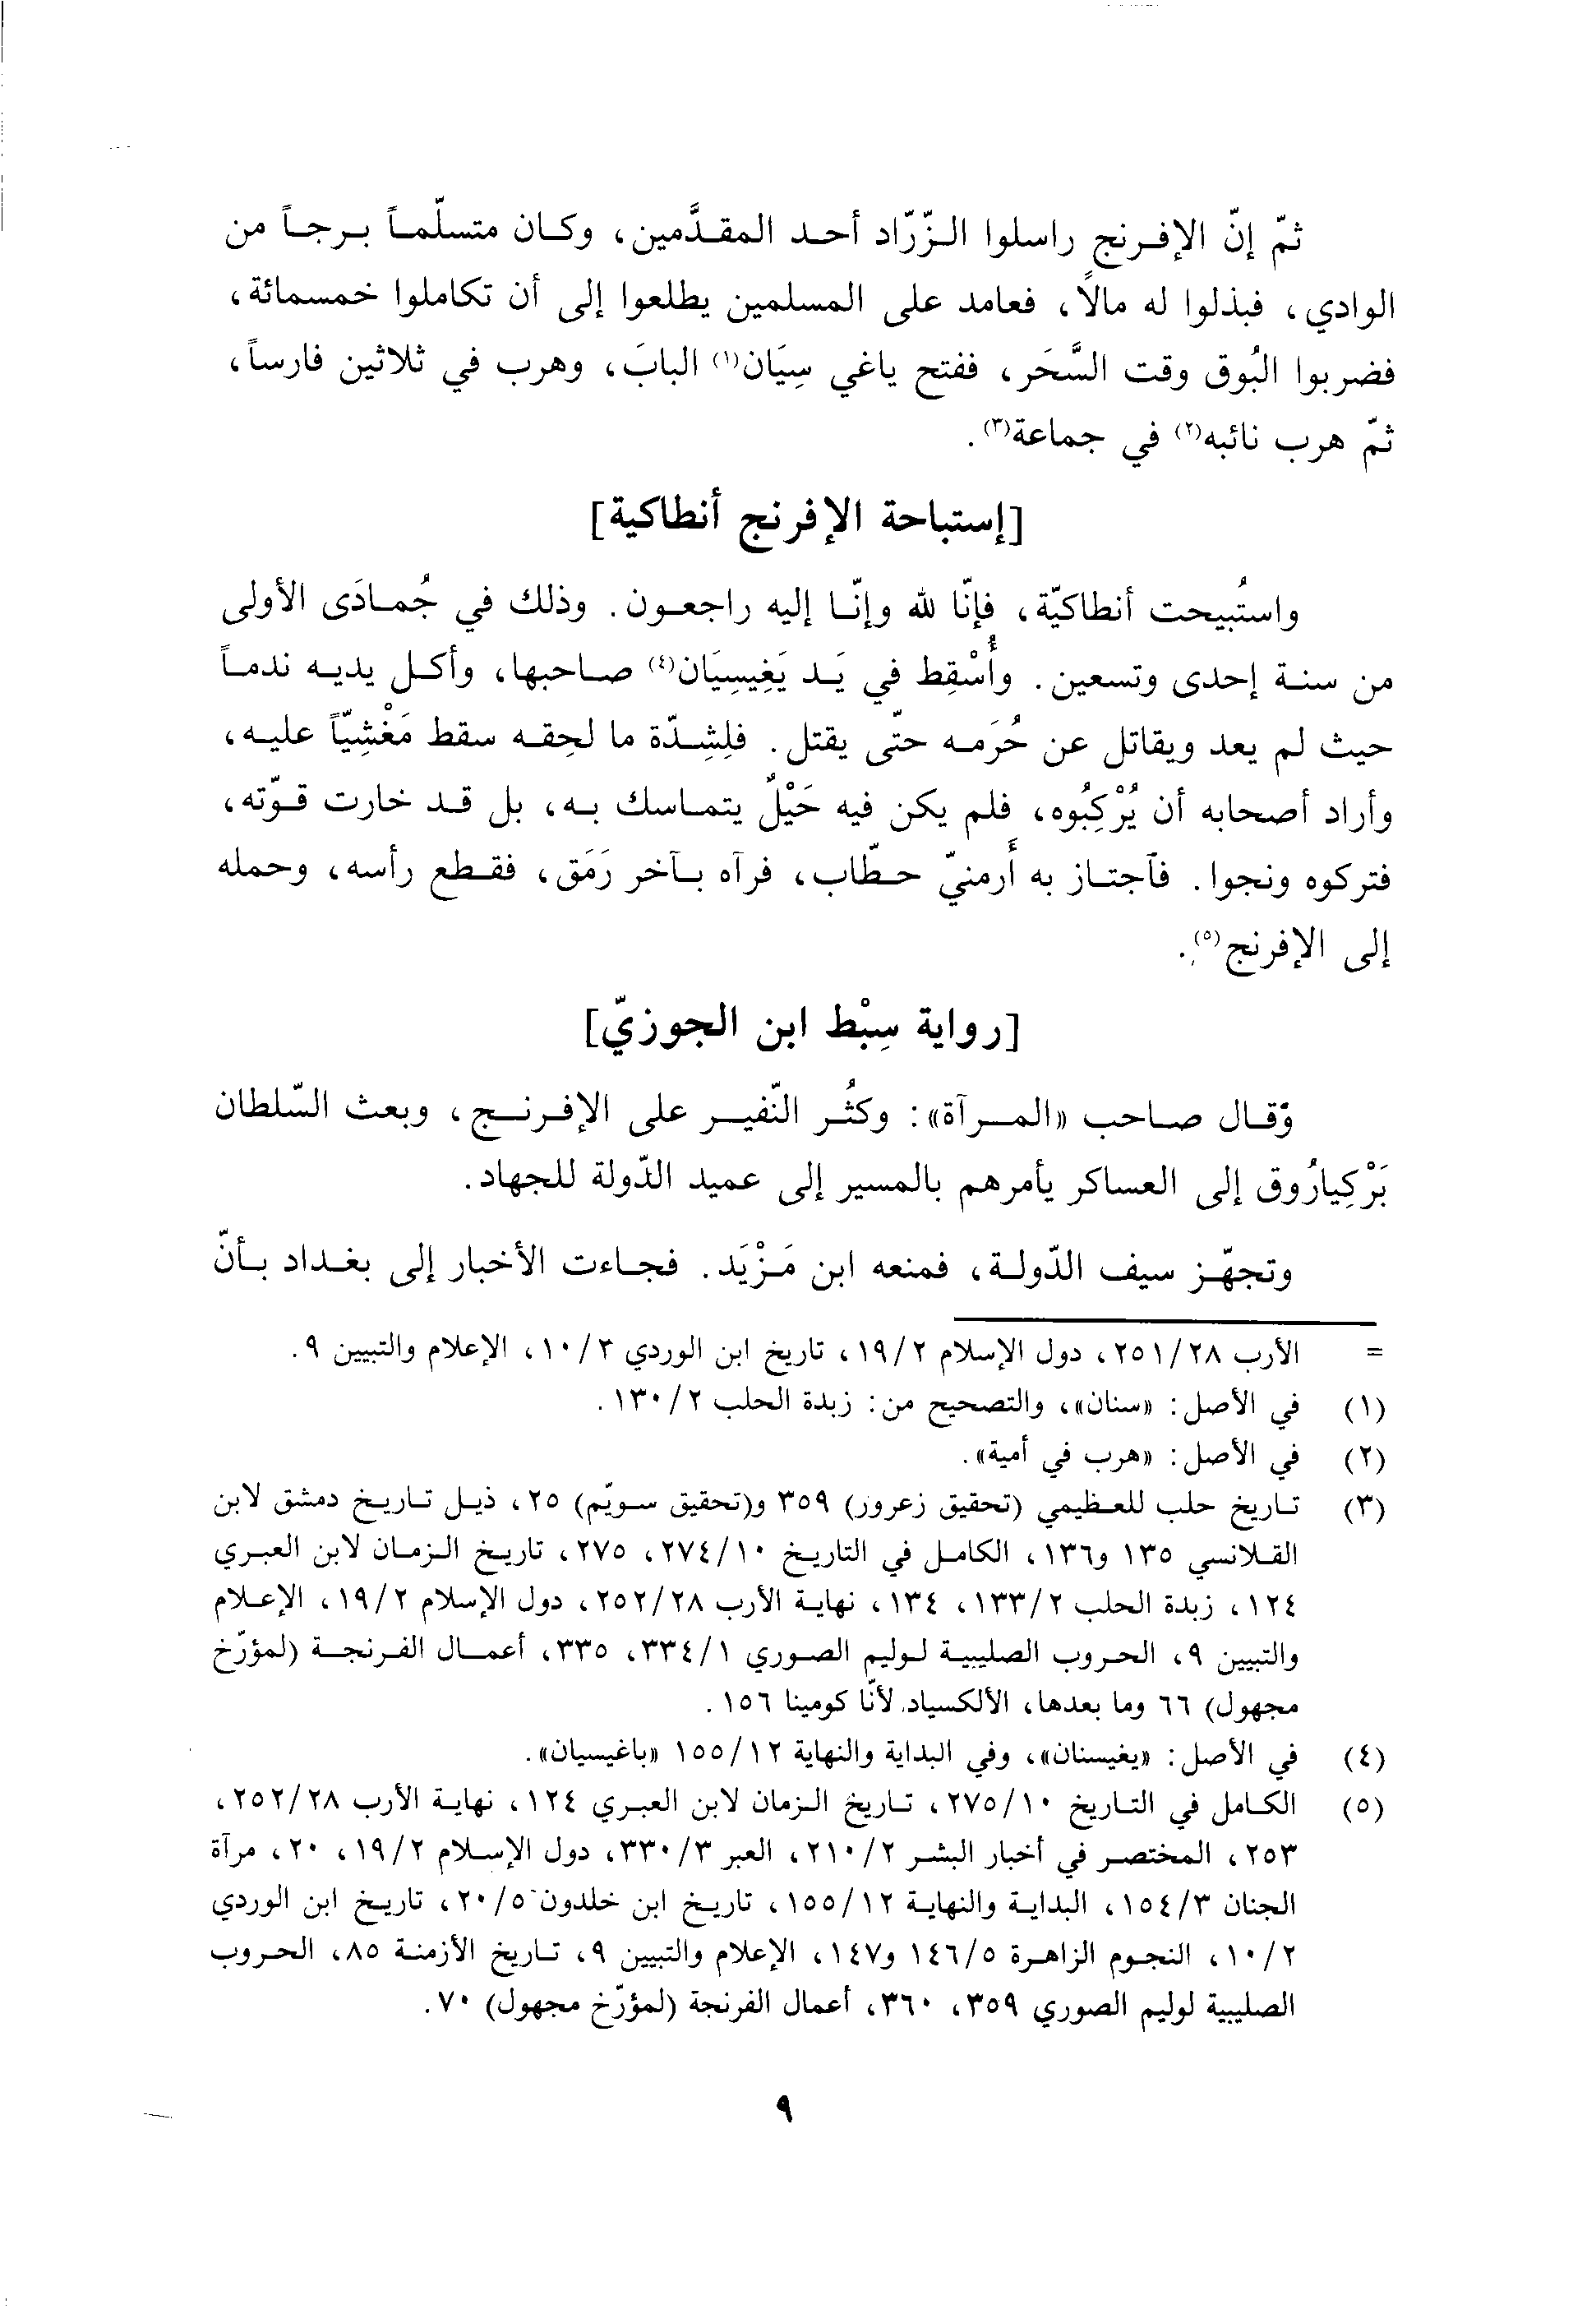 ثمّ إنّ الإفرنج راسلوا الزّرّاد أحد المقدَّمين، وكان متسلّماً برجاً من
الوادي، فبذلوا له مالاً، فعامد على المسلمين يطلعوا إلى أن تكاملوا خمسمائة،
فضربوا البُوق وقت السَّحَر، ففتح ياغي سِيَان(١) البابَ، وهرب في ثلاثين فارساً،
ثمّ هرب نائبه(٢) في جماعة(٣).
[إستباحة الإفرنج أنطاكية]
واستُبيحت أنطاكيّة، فإنّا لله وإنّا إليه راجعون. وذلك في جُمادَى الأولى
من سنة إحدى وتسعين. وأُسْقِط في يَد يَغِيسِيَان(٤) صاحبها، وأكل يديه ندماً
حيث لم يعد ويقاتل عن حُرَمه حتّى يقتل. فلِشِدّة ما لحِقه سقط مَغْشِيّاً عليه،
وأراد أصحابه أن يُرْكِبُوه، فلم يكن فيه حَيْلٌ يتماسك به، بل قد خارت قوّته،
فتركوه ونجوا. فآجتاز به أَرمنيّ حطّاب، فرآه بآخر رَمَق، فقطع رأسه، وحمله
إلى الإفرنج(٥).
[رواية سِبْط ابن الجوزيّ]
وقال صاحب «المرآة»: وكثُر النّفير على الإفرنج، وبعث السّلطان
بَرْكِيارُوق إلى العساكر يأمرهم بالمسير إلى عميد الدّولة للجهاد.
وتجهّز سيف الدّولة، فمنعه ابن مَزْيَد. فجاءت الأخبار إلى بغداد بأنّ
= الأرب ٢٨/ ٢٥١، دول الإسلام ٢/ ١٩، تاريخ ابن الوردي ٢/ ١٠، الإعلام والتبيين ٩.
(١) في الأصل: «سنان»، والتصحيح من: زبدة الحلب ٢/ ١٣٠.
(٢) في الأصل: «هرب في أمية».
(٣) تاريخ حلب للعظيمي (تحقيق زعرور) ٣٥٩ و(تحقيق سويّم) ٢٥، ذيل تاريخ دمشق لابن
القلانسي ١٣٥ و١٣٦، الكامل في التاريخ ١٠/ ٢٧٤، ٢٧٥، تاريخ الزمان لابن العبري
١٢٤، زبدة الحلب ٢/ ١٣٣، ١٣٤، نهاية الأرب ٢٨/ ٢٥٢، دول الإسلام ٢/ ١٩، الإعلام
والتبيين ٩، الحروب الصليبية لوليم الصوري ١/ ٣٣٤، ٣٣٥، أعمال الفرنجة (لمؤرّخ
مجهول) ٦٦ وما بعدها، الألكسياد لأنّا كومينا ١٥٦.
(٤) في الأصل: «يغيسنان»، وفي البداية والنهاية ١٢/ ١٥٥ «باغيسيان».
(٥) الكامل في التاريخ ١٠/ ٢٧٥، تاريخ الزمان لابن العبري ١٢٤، نهاية الأرب ٢٨/ ٢٥٢،
٢٥٣، المختصر في أخبار البشر ٢/ ٢١٠، العبر ٣/ ٣٣٠، دول الإسلام ٢/ ١٩، ٢٠، مرآة
الجنان ٣/ ١٥٤، البداية والنهاية ١٢/ ١٥٥، تاريخ ابن خلدون ٥/ ٢٠، تاريخ ابن الوردي
٢/ ١٠، النجوم الزاهرة ٥/ ١٤٦ و١٤٧، الإعلام والتبيين ٩، تاريخ الأزمنة ٨٥، الحروب
الصليبية لوليم الصوري ٣٥٩، ٣٦٠، أعمال الفرنجة (لمؤرّخ مجهول) ٧٠.
٩